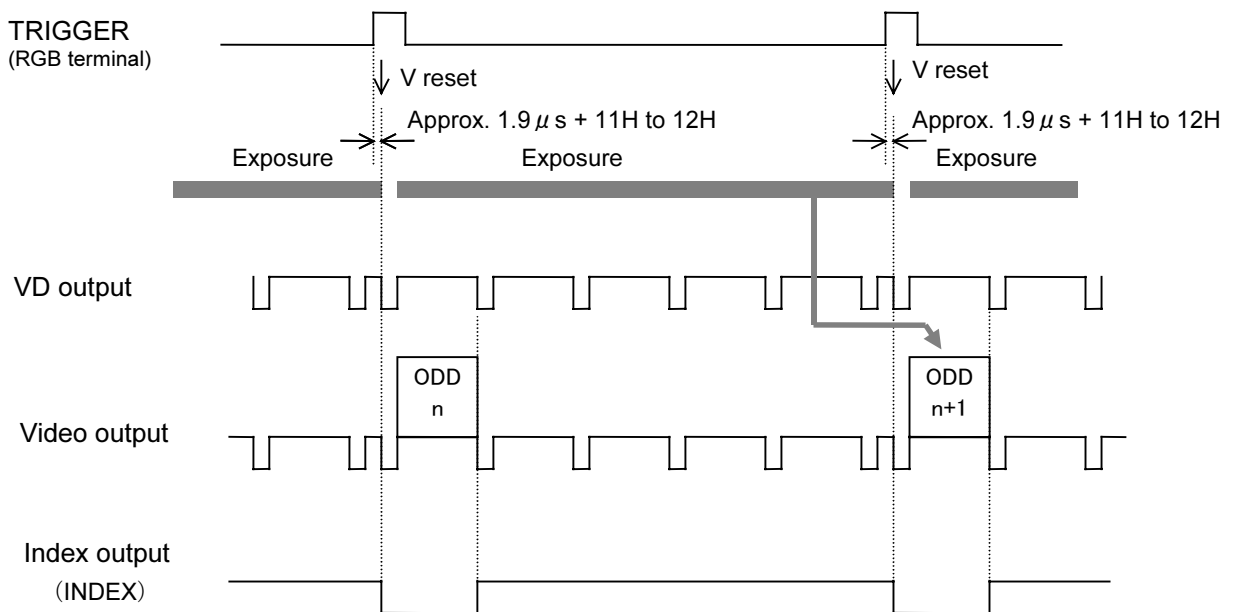 TRIGGER
(RGB terminal)
V reset
V reset
Approx. 1.9 μ s + 11H to 12H
Approx. 1.9 μ s + 11H to 12H
Exposure
Exposure
Exposure
VD output
ODD
n
ODD
n+1
Video output
Index output
（INDEX）